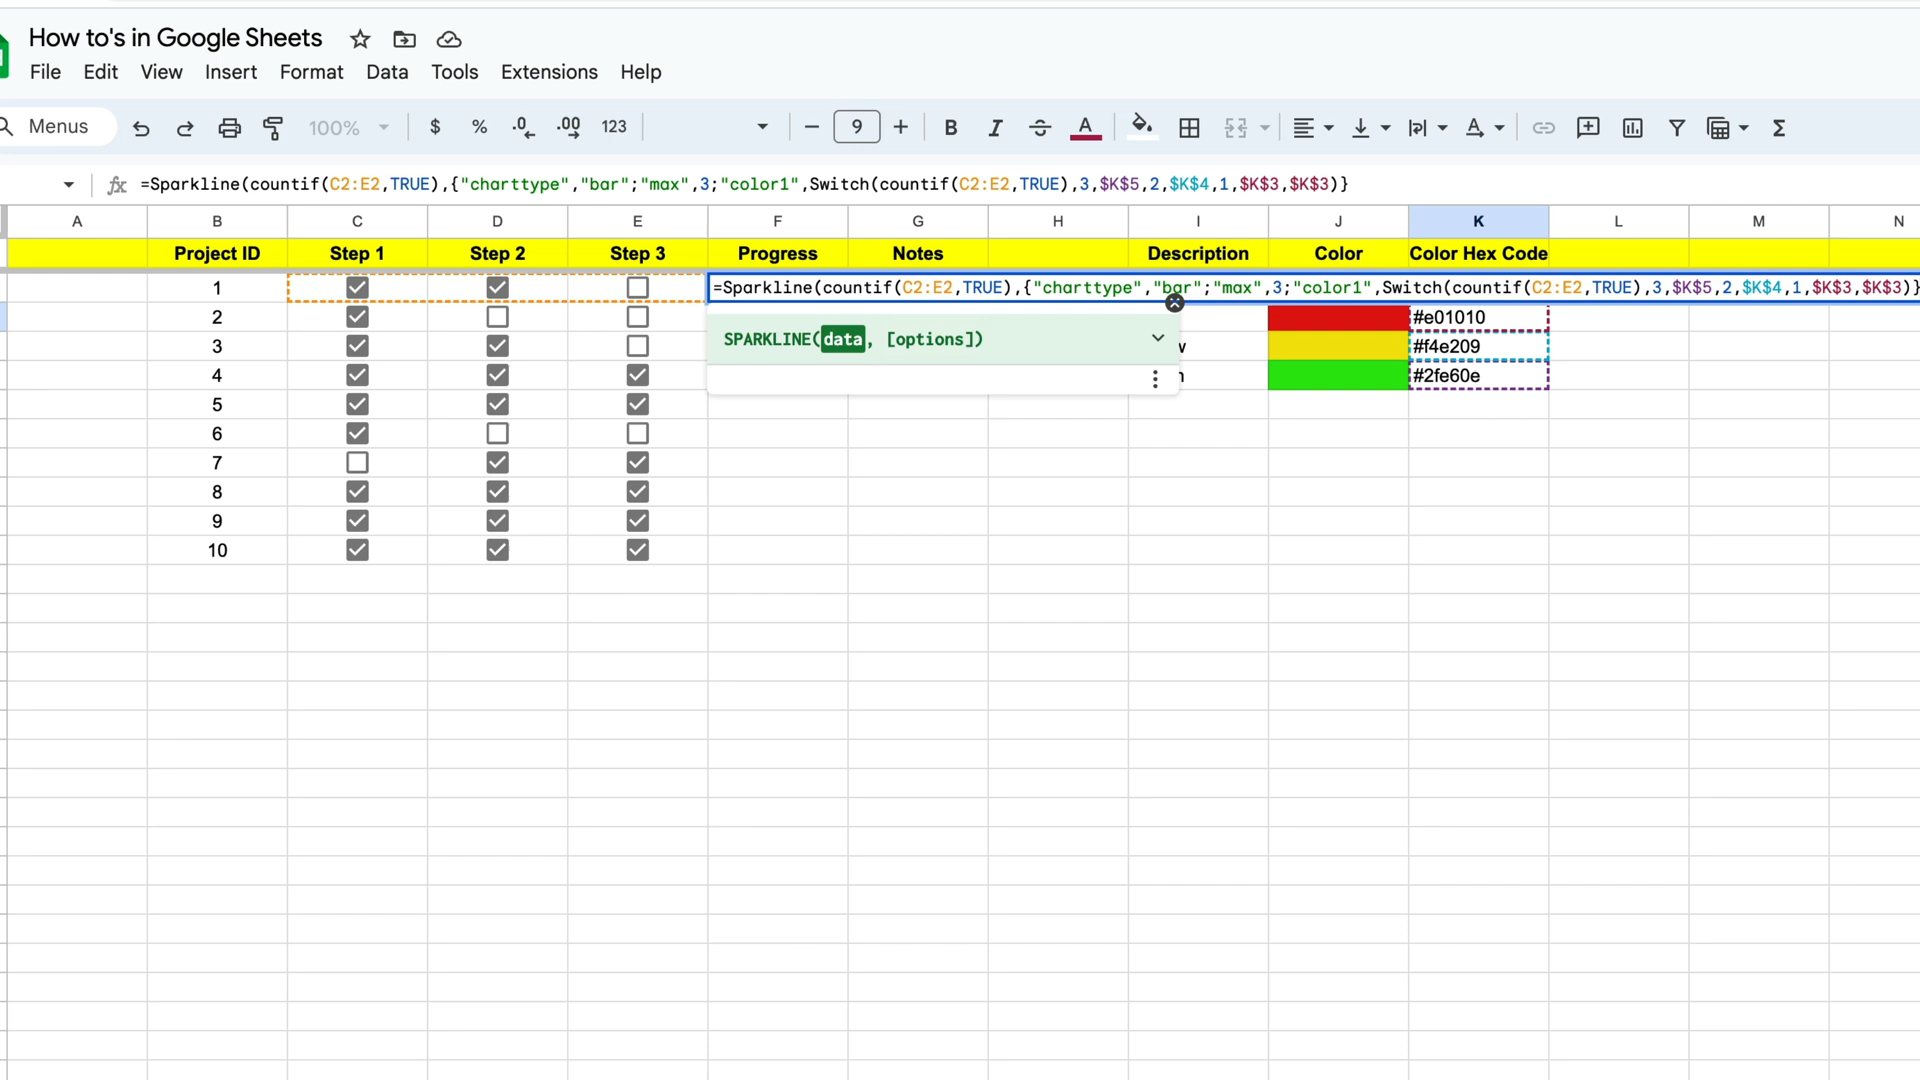 How to's in Google Sheets
File Edit View Insert Format Data Tools Extensions Help
Menus 100% $ % .0 .00 123 9 B I A A Σ
fx =Sparkline(countif(C2:E2,TRUE),{"charttype","bar";"max",3;"color1",Switch(countif(C2:E2,TRUE),3,$K$5,2,$K$4,1,$K$3,$K$3)}
A B C D E F G H I J K L M N
Project ID Step 1 Step 2 Step 3 Progress Notes Description Color Color Hex Code
1 =Sparkline(countif(C2:E2,TRUE),{"charttype","bar";"max",3;"color1",Switch(countif(C2:E2,TRUE),3,$K$5,2,$K$4,1,$K$3,$K$3)}
2 #e01010
SPARKLINE(data, [options])
3 #f4e209
4 #2fe60e
5
6
7
8
9
10